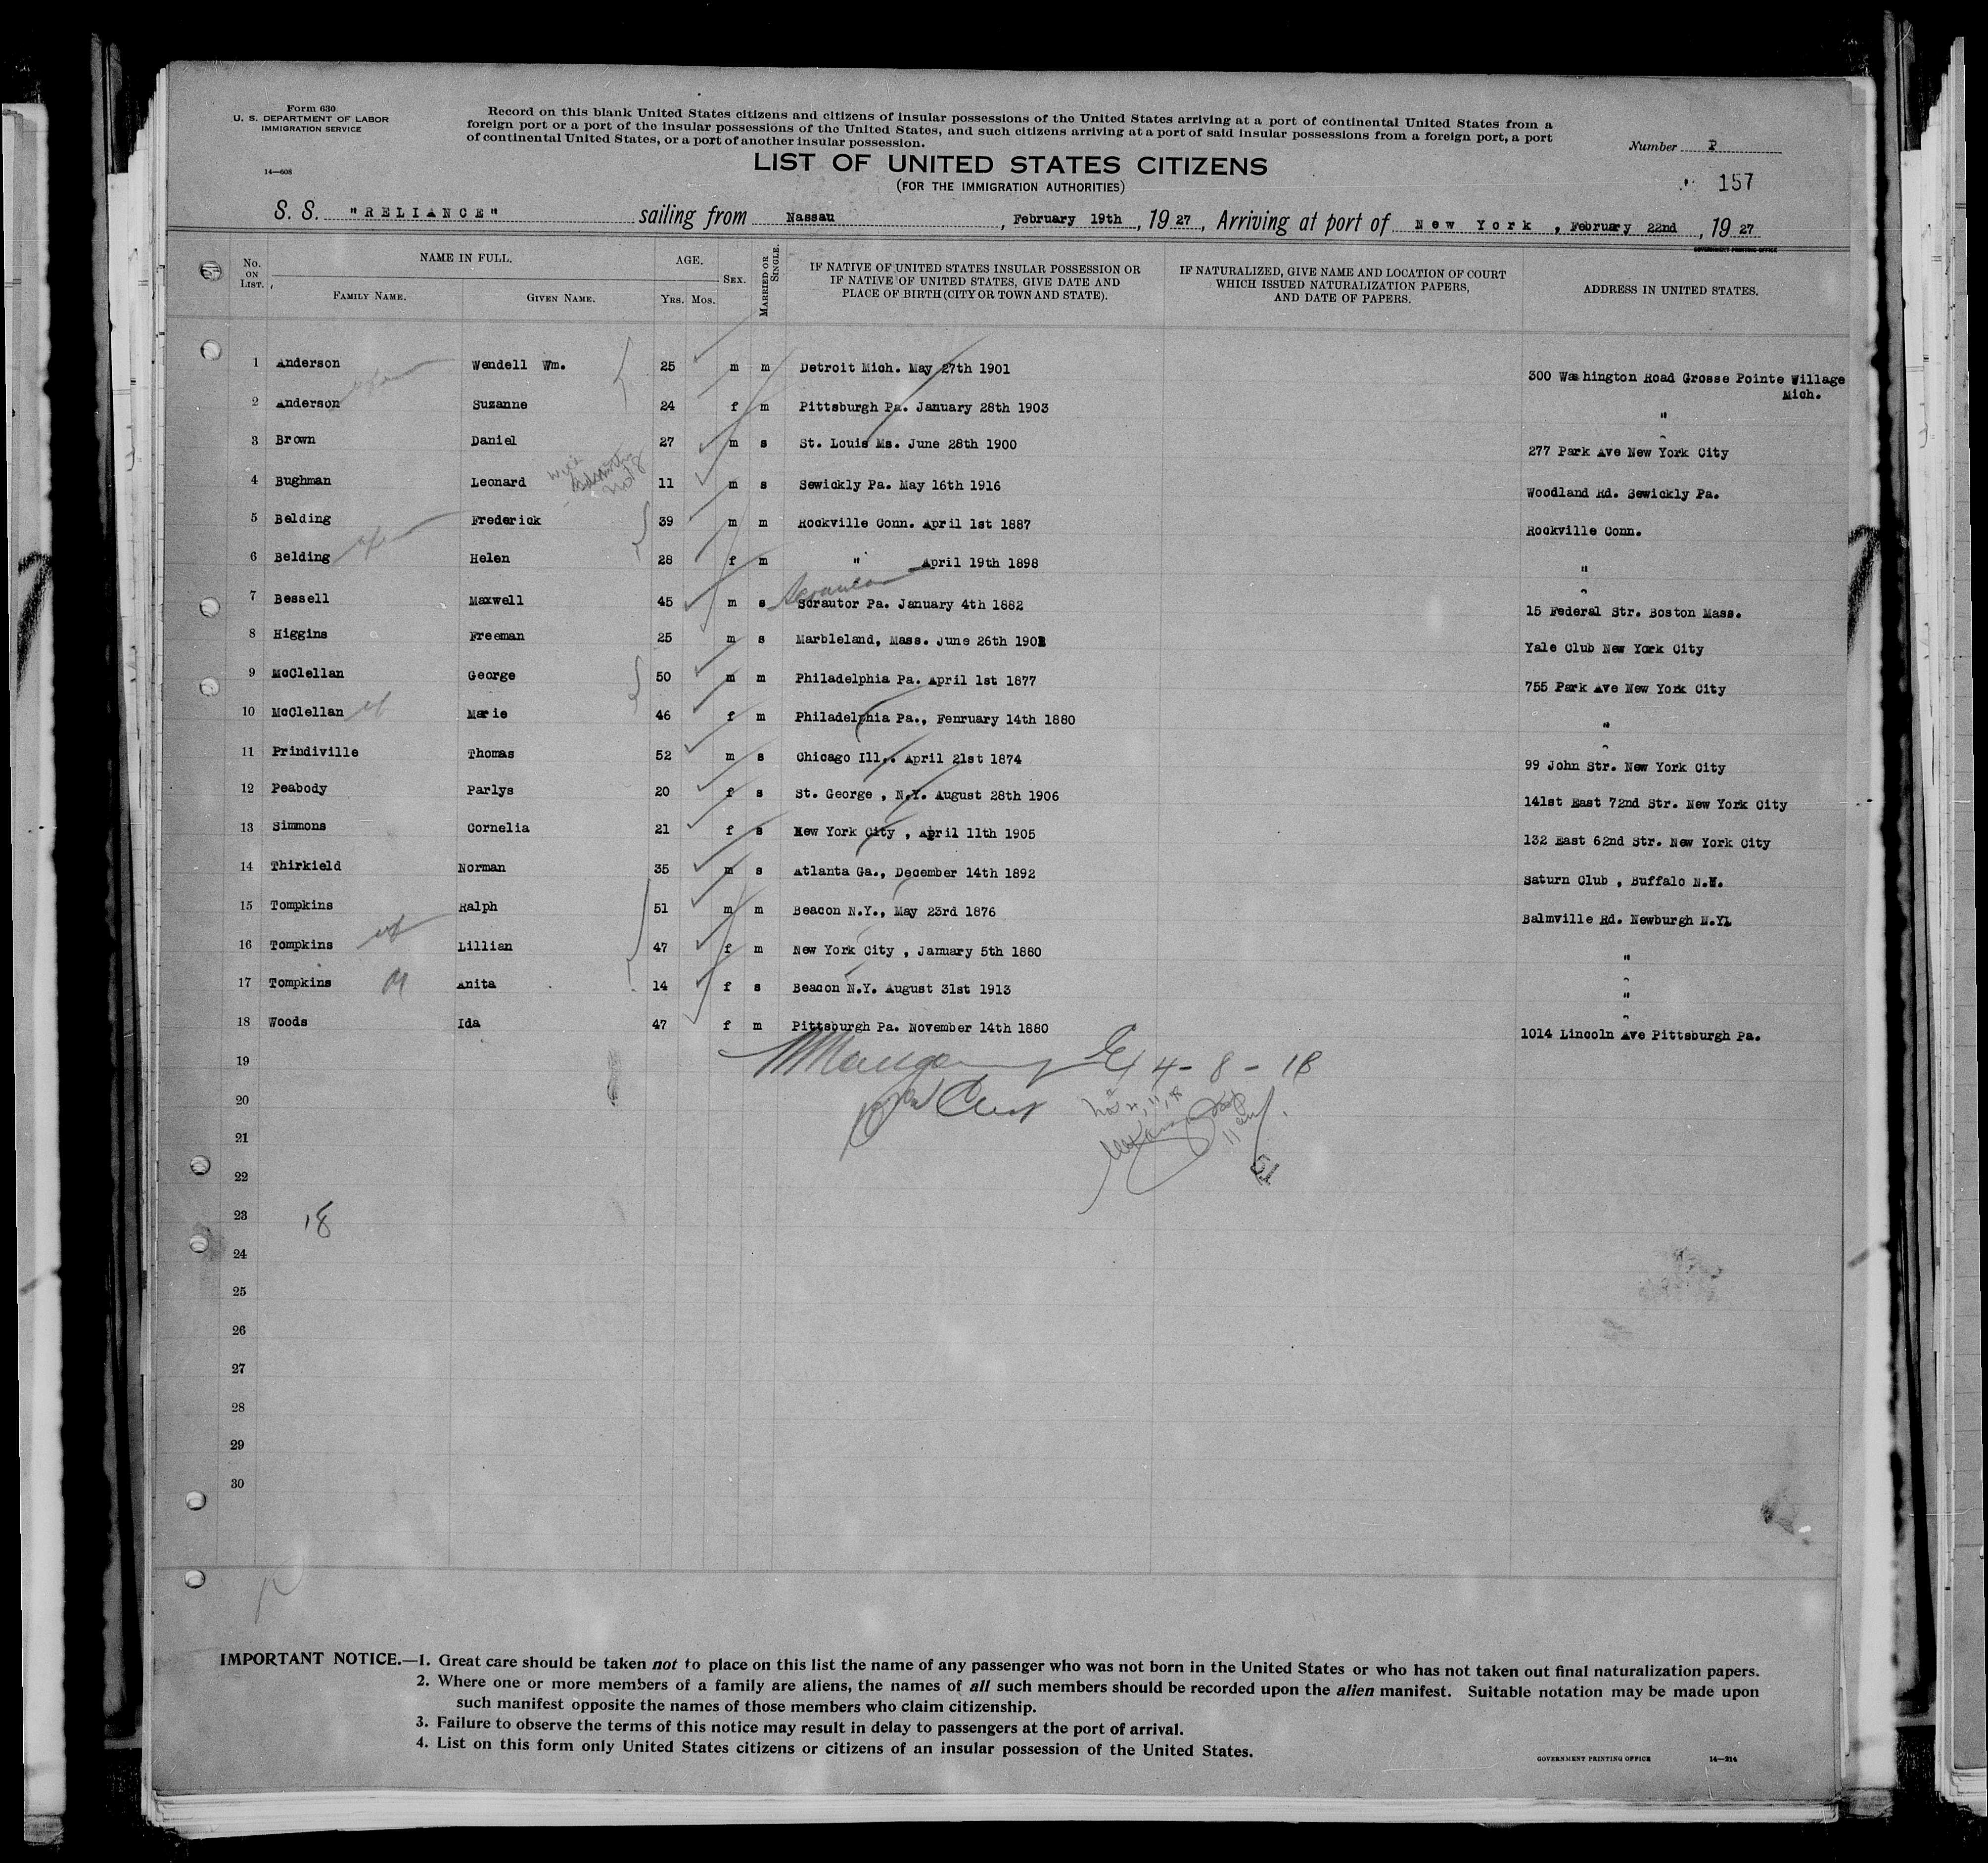 Form 630
U. S. DEPARTMENT OF LABOR
IMMIGRATION SERVICE
14—608
Record on this blank United States citizens and citizens of insular possessions of the United States arriving at a port of continental United States from a
foreign port or a port of the insular possessions of the United States, and such citizens arriving at a port of said insular possessions from a foreign port, a port
of continental United States, or a port of another insular possession.
Number P
157
LIST OF UNITED STATES CITIZENS
(FOR THE IMMIGRATION AUTHORITIES)
S. S. "RELIANCE" sailing from Nassau, February 19th, 1927, Arriving at port of New York, February 22nd, 1927
GOVERNMENT PRINTING OFFICE
No. ON LIST. NAME IN FULL. FAMILY NAME. GIVEN NAME. AGE. YRS. MOS. SEX. MARRIED OR SINGLE. IF NATIVE OF UNITED STATES INSULAR POSSESSION OR IF NATIVE OF UNITED STATES, GIVE DATE AND PLACE OF BIRTH (CITY OR TOWN AND STATE). IF NATURALIZED, GIVE NAME AND LOCATION OF COURT WHICH ISSUED NATURALIZATION PAPERS, AND DATE OF PAPERS. ADDRESS IN UNITED STATES.
1 Anderson Wendell Wm. 25 m m Detroit Mich. May 27th 1901 300 Washington Road Grosse Pointe Willage Mich.
2 Anderson Suzanne 24 f m Pittsburgh Pa. January 28th 1903 "
3 Brown Daniel 27 m s St. Louis Ms. June 28th 1900 277 Park Ave New York City
4 Bughman Leonard 11 m s Sewickly Pa. May 16th 1916 Woodland Rd. Sewickly Pa.
5 Belding Frederick 39 m m Rockville Conn. April 1st 1887 Rockville Conn.
6 Belding Helen 28 f m " April 19th 1898 "
Scranton
7 Bessell Maxwell 45 m s Scrautor Pa. January 4th 1882 15 Federal Str. Boston Mass.
8 Higgins Freeman 25 m s Marbleland, Mass. June 26th 1902 Yale Club New York City
9 McClellan George 50 m m Philadelphia Pa. April 1st 1877 755 Park Ave New York City
10 McClellan Marie 46 f m Philadelphia Pa., Fenruary 14th 1880 "
11 Prindiville Thomas 52 m s Chicago Ill.. April 21st 1874 99 John Str. New York City
12 Peabody Parlys 20 f s St. George , N.Y. August 28th 1906 141st East 72nd Str. New York City
13 Simmons Cornelia 21 f s New York City , April 11th 1905 132 East 62nd Str. New York City
14 Thirkield Norman 35 m s Atlanta Ga., December 14th 1892 Saturn Club , Buffalo N.Y.
15 Tompkins Ralph 51 m m Beacon N.Y., May 23rd 1876 Balmville Rd. Newburgh N.Y.
16 Tompkins Lillian 47 f m New York City , January 5th 1880 "
17 Tompkins Anita 14 f s Beacon N.Y. August 31st 1913 "
18 Woods Ida 47 f m Pittsburgh Pa. November 14th 1880 1014 Lincoln Ave Pittsburgh Pa.
19
4-8-18
20
21
22
23
18
24
25
26
27
28
29
30
IMPORTANT NOTICE.—1. Great care should be taken not to place on this list the name of any passenger who was not born in the United States or who has not taken out final naturalization papers.
2. Where one or more members of a family are aliens, the names of all such members should be recorded upon the alien manifest. Suitable notation may be made upon
such manifest opposite the names of those members who claim citizenship.
3. Failure to observe the terms of this notice may result in delay to passengers at the port of arrival.
4. List on this form only United States citizens or citizens of an insular possession of the United States.
GOVERNMENT PRINTING OFFICE 14—214